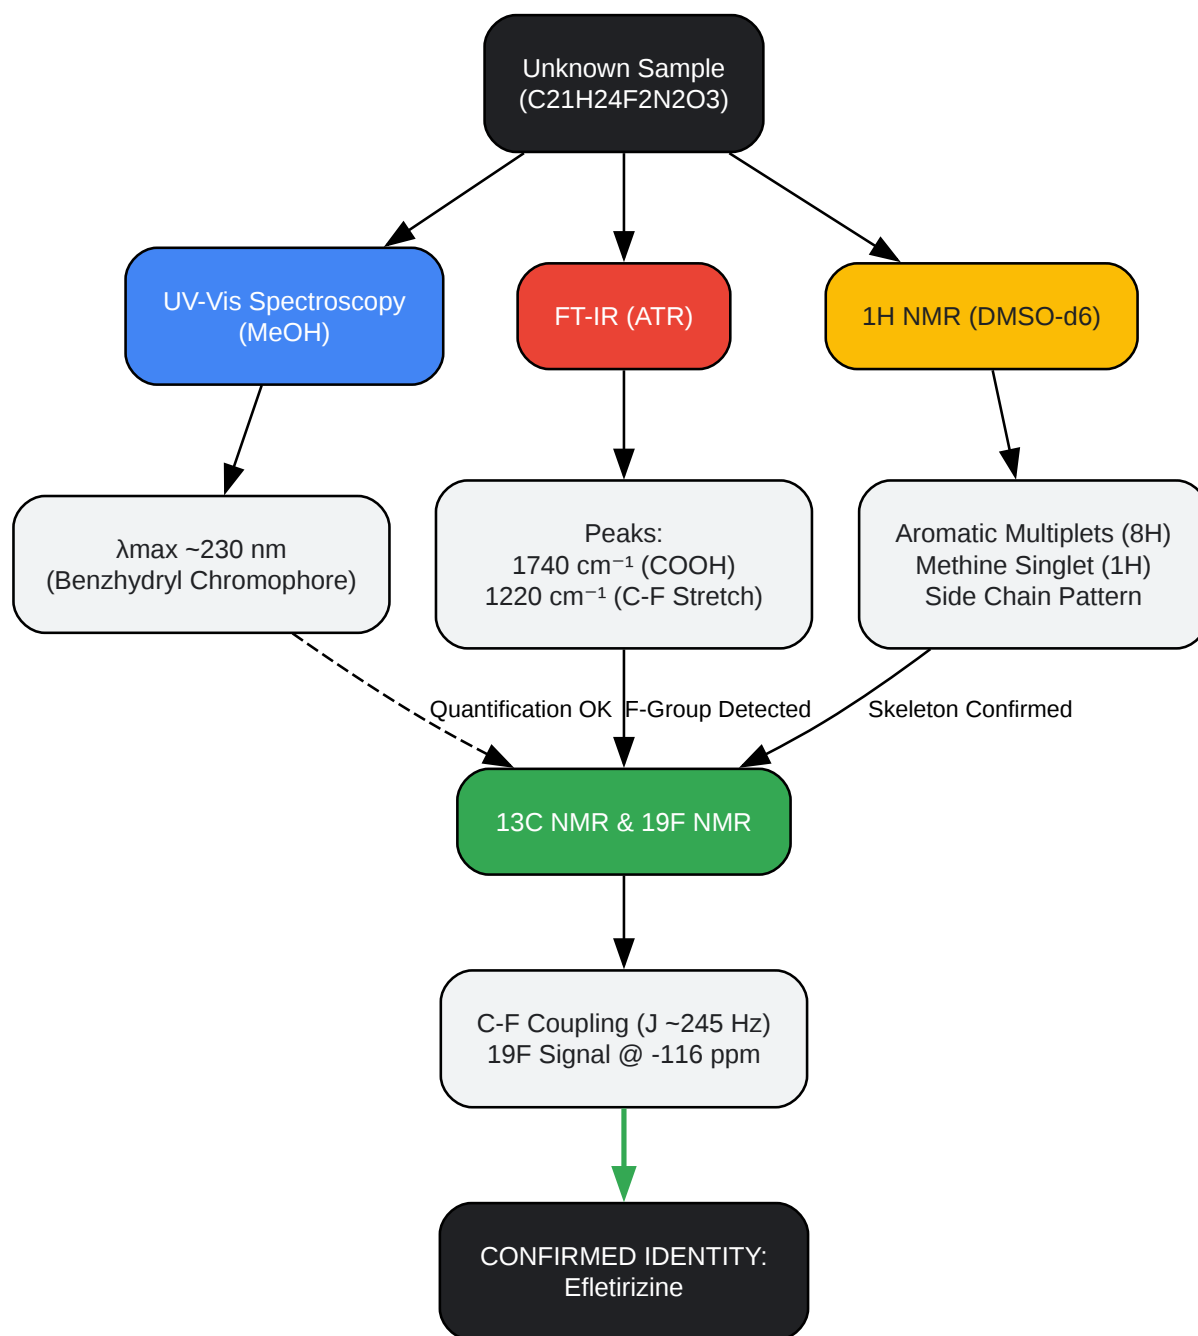 Unknown Sample
(C21H24F2N2O3)
UV-Vis Spectroscopy
(MeOH)
FT-IR (ATR)
1H NMR (DMSO-d6)
λmax ~230 nm
(Benzhydryl Chromophore)
Peaks:
1740 cm⁻¹ (COOH)
1220 cm⁻¹ (C-F Stretch)
Aromatic Multiplets (8H)
Methine Singlet (1H)
Side Chain Pattern
Quantification OK
F-Group Detected
Skeleton Confirmed
13C NMR & 19F NMR
C-F Coupling (J ~245 Hz)
19F Signal @ -116 ppm
CONFIRMED IDENTITY:
Efletirizine